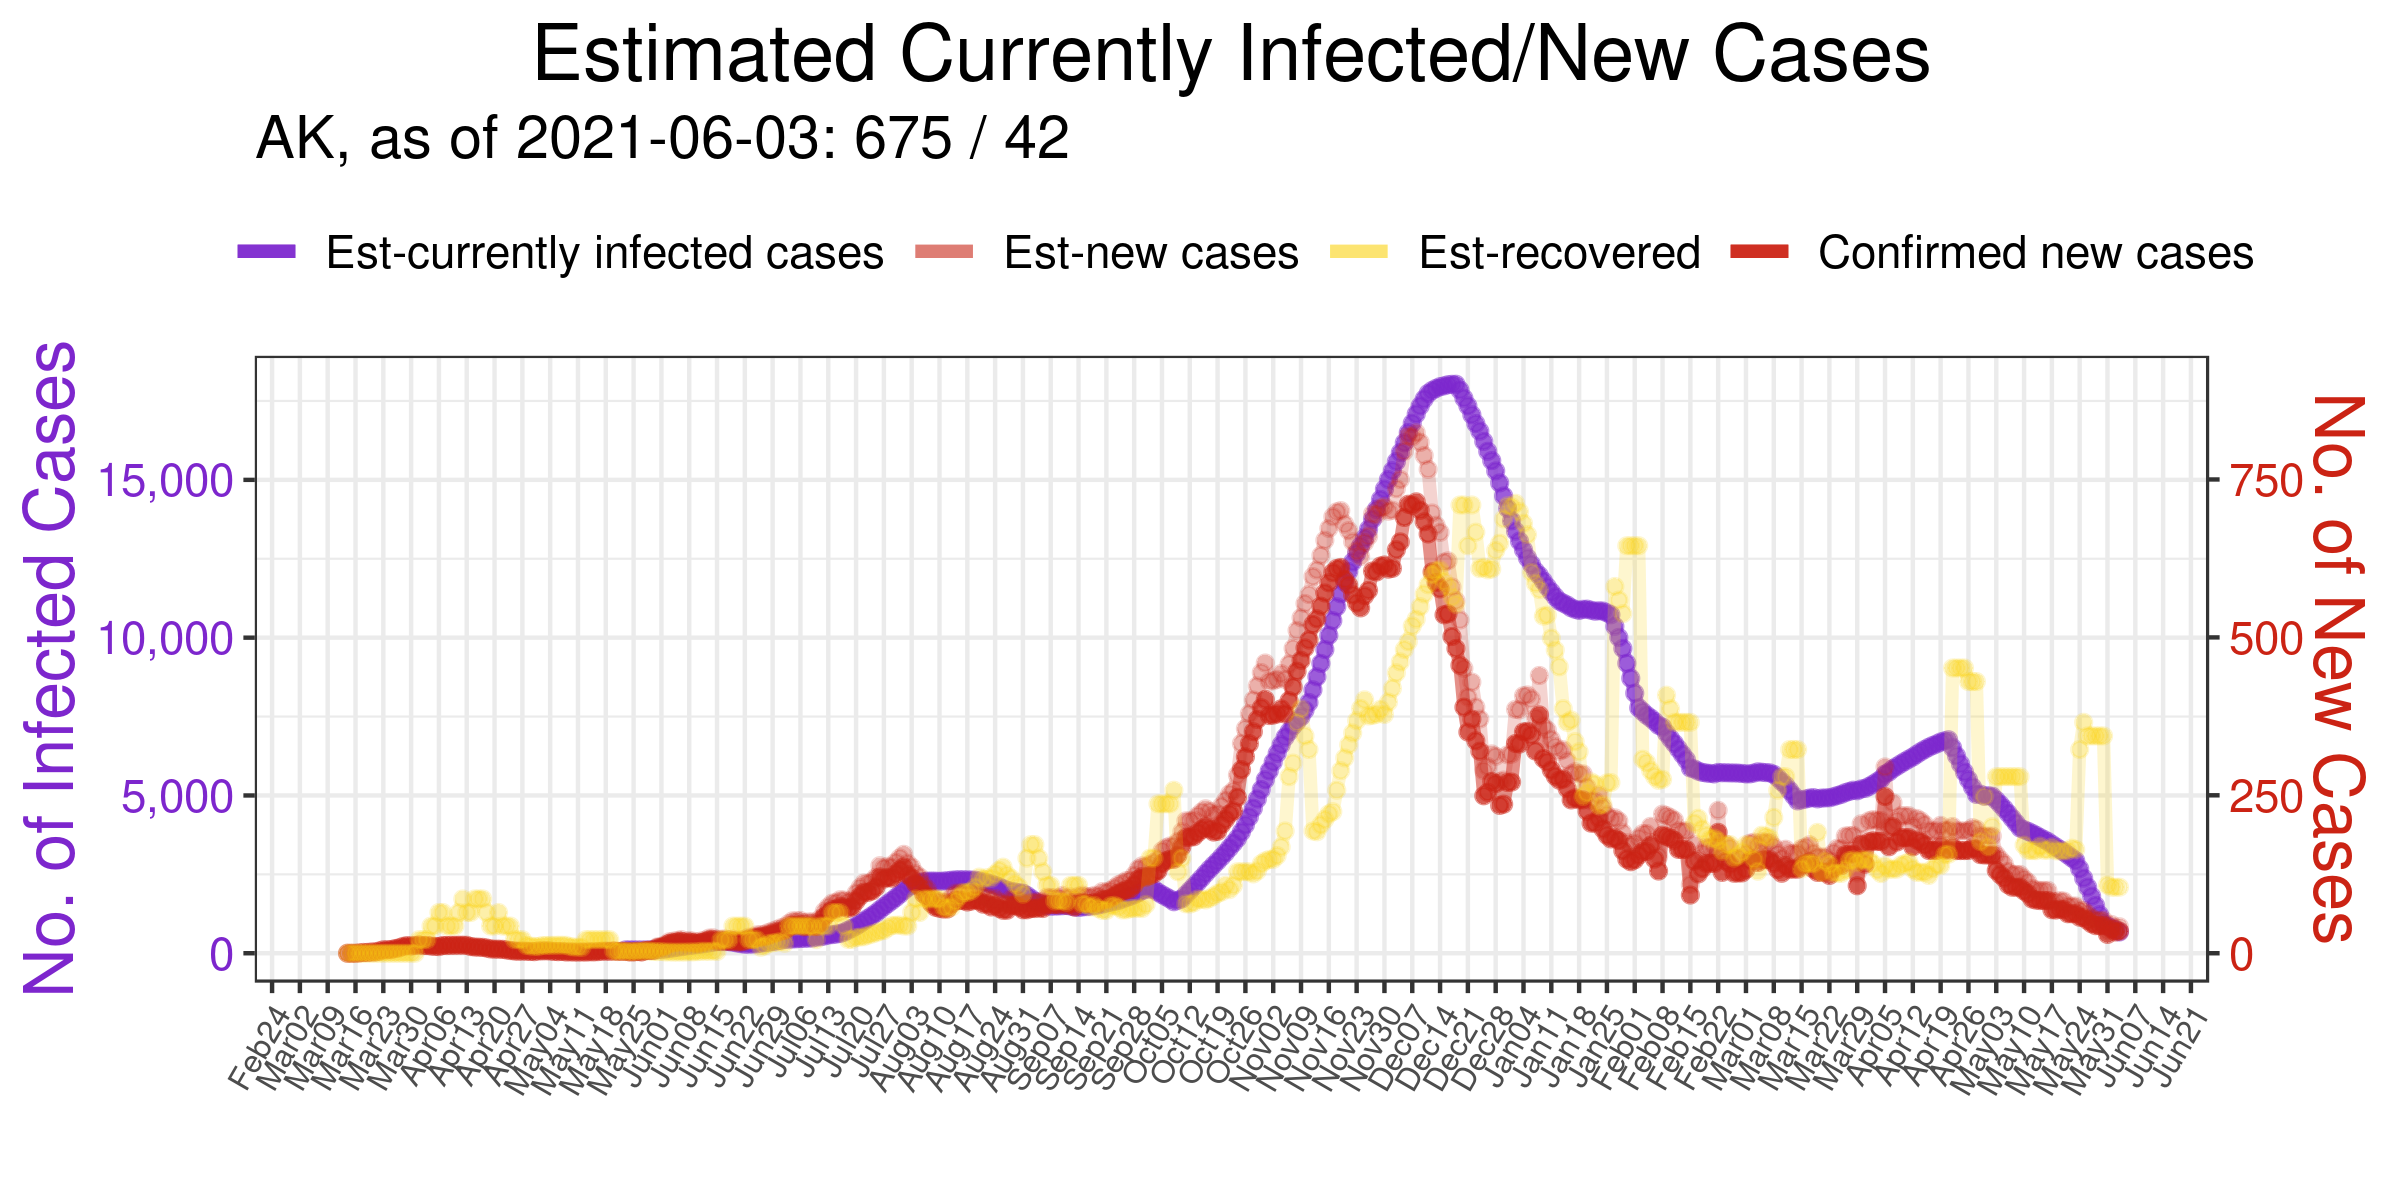 Estimated Currently Infected/New Cases
AK, as of 2021-06-03: 675 / 42
Est-currently infected cases Est-new cases Est-recovered Confirmed new cases
No. of Infected Cases
15,000
10,000
5,000
0
750
500
250
0
No. of New Cases
Feb24
Mar02
Mar09
Mar16
Mar23
Mar30
Apr06
Apr13
Apr20
Apr27
May04
May11
May18
May25
Jun01
Jun08
Jun15
Jun22
Jun29
Jul06
Jul13
Jul20
Jul27
Aug03
Aug10
Aug17
Aug24
Aug31
Sep07
Sep14
Sep21
Sep28
Oct05
Oct12
Oct19
Oct26
Nov02
Nov09
Nov16
Nov23
Nov30
Dec07
Dec14
Dec21
Dec28
Jan04
Jan11
Jan18
Jan25
Feb01
Feb08
Feb15
Feb22
Mar01
Mar08
Mar15
Mar22
Mar29
Apr05
Apr12
Apr19
Apr26
May03
May10
May17
May24
May31
Jun07
Jun14
Jun21